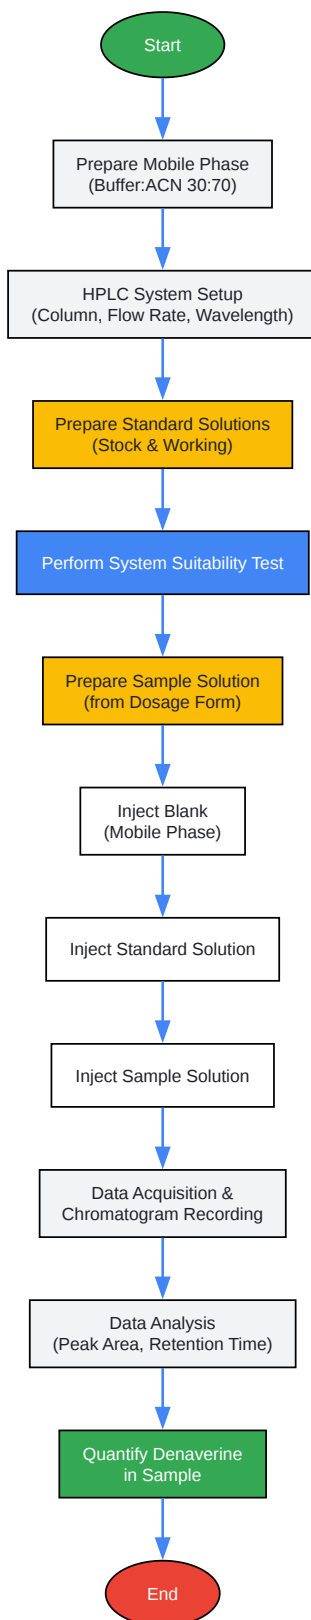 Start
Prepare Mobile Phase
(Buffer:ACN 30:70)
HPLC System Setup
(Column, Flow Rate, Wavelength)
Prepare Standard Solutions
(Stock & Working)
Perform System Suitability Test
Prepare Sample Solution
(from Dosage Form)
Inject Blank
(Mobile Phase)
Inject Standard Solution
Inject Sample Solution
Data Acquisition &
Chromatogram Recording
Data Analysis
(Peak Area, Retention Time)
Quantify Denaverine
in Sample
End